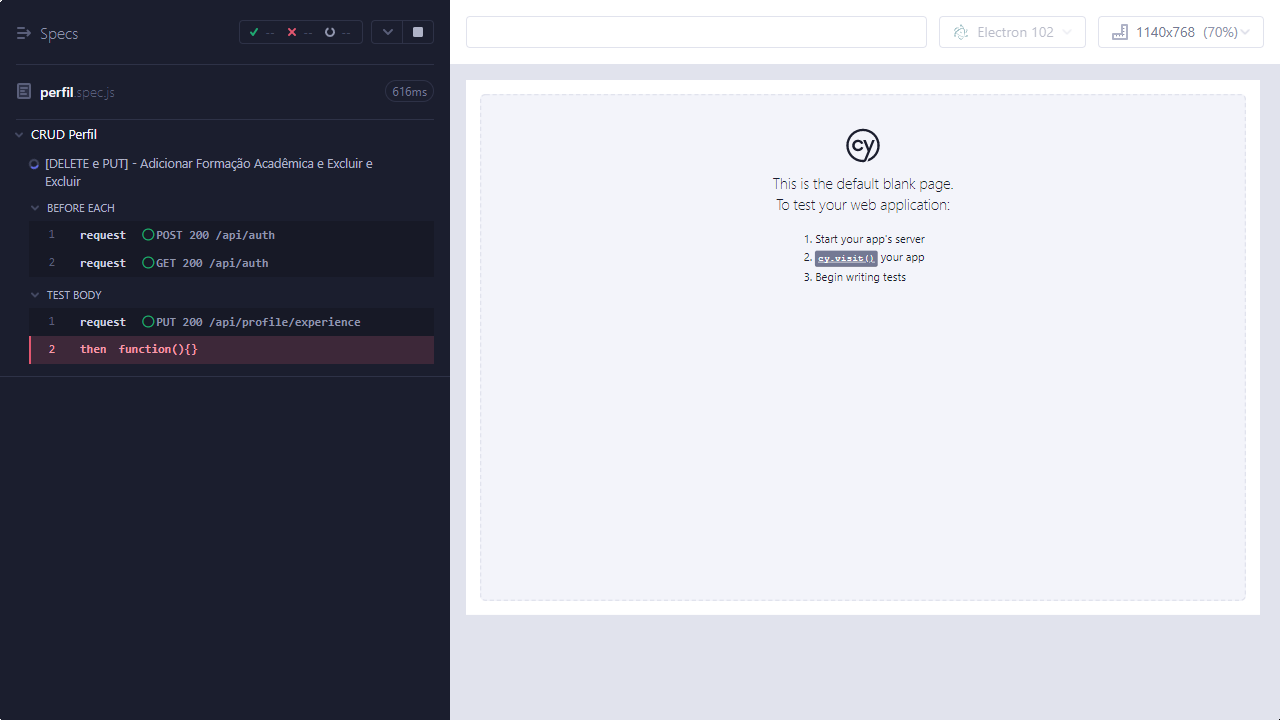 Specs
-- -- --
perfil.spec.js 616ms
CRUD Perfil
[DELETE e PUT] - Adicionar Formação Acadêmica e Excluir e
Excluir
BEFORE EACH
1 request POST 200 /api/auth
2 request GET 200 /api/auth
TEST BODY
1 request PUT 200 /api/profile/experience
2 then function(){}
Electron 102
1140x768 (70%)
cy
This is the default blank page.
To test your web application:
1. Start your app's server
2. cy.visit() your app
3. Begin writing tests